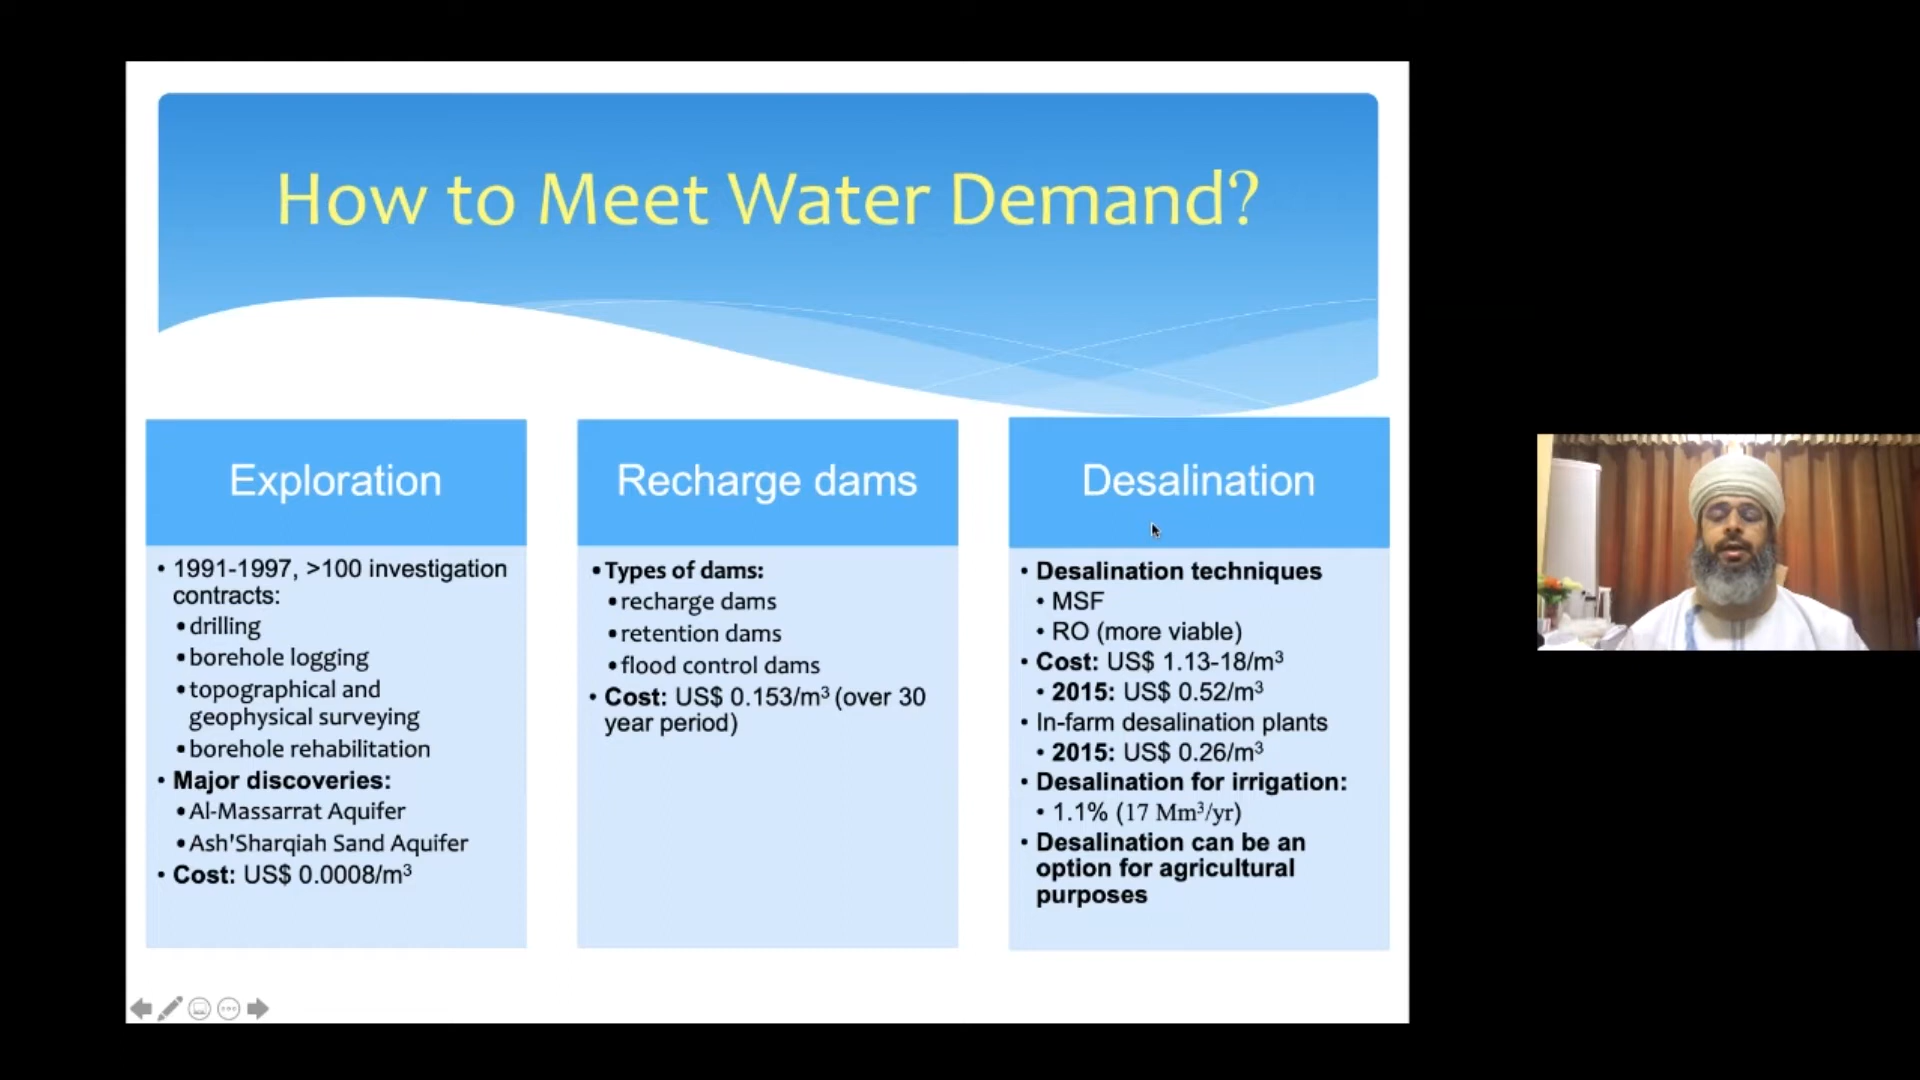 How to Meet Water Demand?
Exploration
• 1991-1997, >100 investigation
contracts:
• drilling
• borehole logging
• topographical and
geophysical surveying
• borehole rehabilitation
• Major discoveries:
• Al-Massarrat Aquifer
• Ash'Sharqiah Sand Aquifer
• Cost: US$ 0.0008/m³
Recharge dams
• Types of dams:
• recharge dams
• retention dams
• flood control dams
• Cost: US$ 0.153/m³ (over 30
year period)
Desalination
• Desalination techniques
• MSF
• RO (more viable)
• Cost: US$ 1.13-18/m³
• 2015: US$ 0.52/m³
• In-farm desalination plants
• 2015: US$ 0.26/m³
• Desalination for irrigation:
• 1.1% (17 Mm³/yr)
• Desalination can be an
option for agricultural
purposes